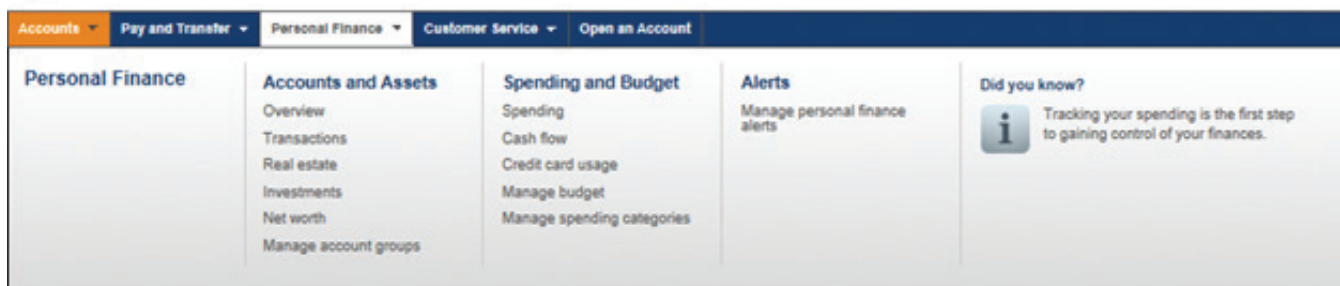 Accounts Pay and Transfer Personal Finance Customer Service Open an Account
Personal Finance
Accounts and Assets
Overview
Transactions
Real estate
Investments
Net worth
Manage account groups
Spending and Budget
Spending
Cash flow
Credit card usage
Manage budget
Manage spending categories
Alerts
Manage personal finance
alerts
Did you know?
i
Tracking your spending is the first step
to gaining control of your finances.